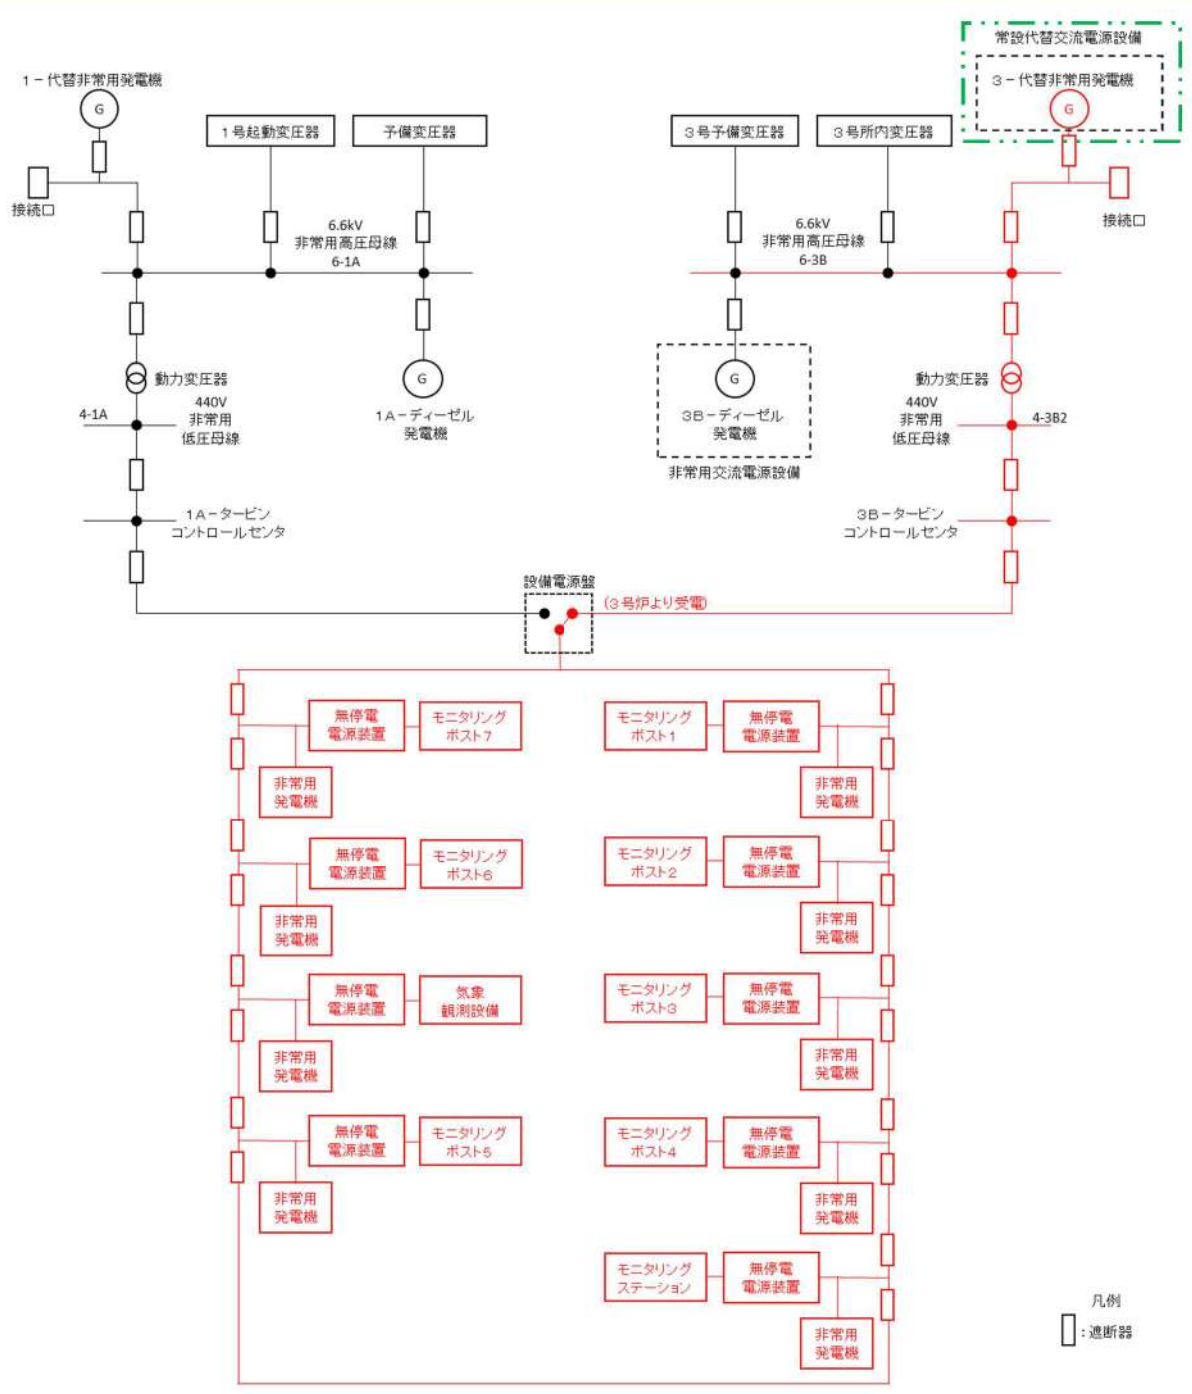 常設代替交流電源設備
1－代替非常用発電機
3－代替非常用発電機
G
G
1号起動変圧器
予備変圧器
3号予備変圧器
3号所内変圧器
接続口
接続口
6.6kV
非常用高圧母線
6-1A
6.6kV
非常用高圧母線
6-3B
動力変圧器
G
G
動力変圧器
4-1A
440V
非常用
低圧母線
1A－ディーゼル
発電機
3B－ディーゼル
発電機
440V
非常用
低圧母線
4-3B2
非常用交流電源設備
1A－タービン
コントロールセンタ
3B－タービン
コントロールセンタ
設備電源盤
(3号炉より受電)
無停電
電源装置
モニタリング
ポスト7
モニタリング
ポスト1
無停電
電源装置
非常用
発電機
非常用
発電機
無停電
電源装置
モニタリング
ポスト6
モニタリング
ポスト2
無停電
電源装置
非常用
発電機
非常用
発電機
無停電
電源装置
気象
観測設備
モニタリング
ポスト3
無停電
電源装置
非常用
発電機
非常用
発電機
無停電
電源装置
モニタリング
ポスト5
モニタリング
ポスト4
無停電
電源装置
非常用
発電機
非常用
発電機
モニタリング
ステーション
無停電
電源装置
非常用
発電機
凡例
：遮断器